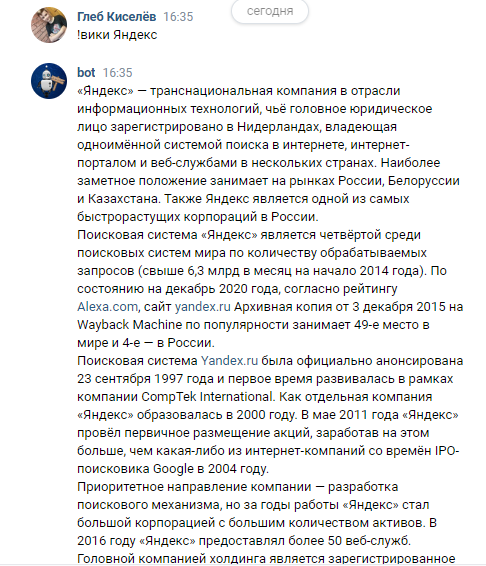 сегодня
Глеб Киселёв 16:35
!вики Яндекс
bot 16:35
«Яндекс» — транснациональная компания в отрасли
информационных технологий, чьё головное юридическое
лицо зарегистрировано в Нидерландах, владеющая
одноимённой системой поиска в интернете, интернет-
порталом и веб-службами в нескольких странах. Наиболее
заметное положение занимает на рынках России, Белоруссии
и Казахстана. Также Яндекс является одной из самых
быстрорастущих корпораций в России.
Поисковая система «Яндекс» является четвёртой среди
поисковых систем мира по количеству обрабатываемых
запросов (свыше 6,3 млрд в месяц на начало 2014 года). По
состоянию на декабрь 2020 года, согласно рейтингу
Alexa.com, сайт yandex.ru Архивная копия от 3 декабря 2015 на
Wayback Machine по популярности занимает 49-е место в
мире и 4-е — в России.
Поисковая система Yandex.ru была официально анонсирована
23 сентября 1997 года и первое время развивалась в рамках
компании CompTek International. Как отдельная компания
«Яндекс» образовалась в 2000 году. В мае 2011 года «Яндекс»
провёл первичное размещение акций, заработав на этом
больше, чем какая-либо из интернет-компаний со времён IPO-
поисковика Google в 2004 году.
Приоритетное направление компании — разработка
поискового механизма, но за годы работы «Яндекс» стал
большой корпорацией с большим количеством активов. В
2016 году «Яндекс» предоставлял более 50 веб-служб.
Головной компанией холдинга является зарегистрированное